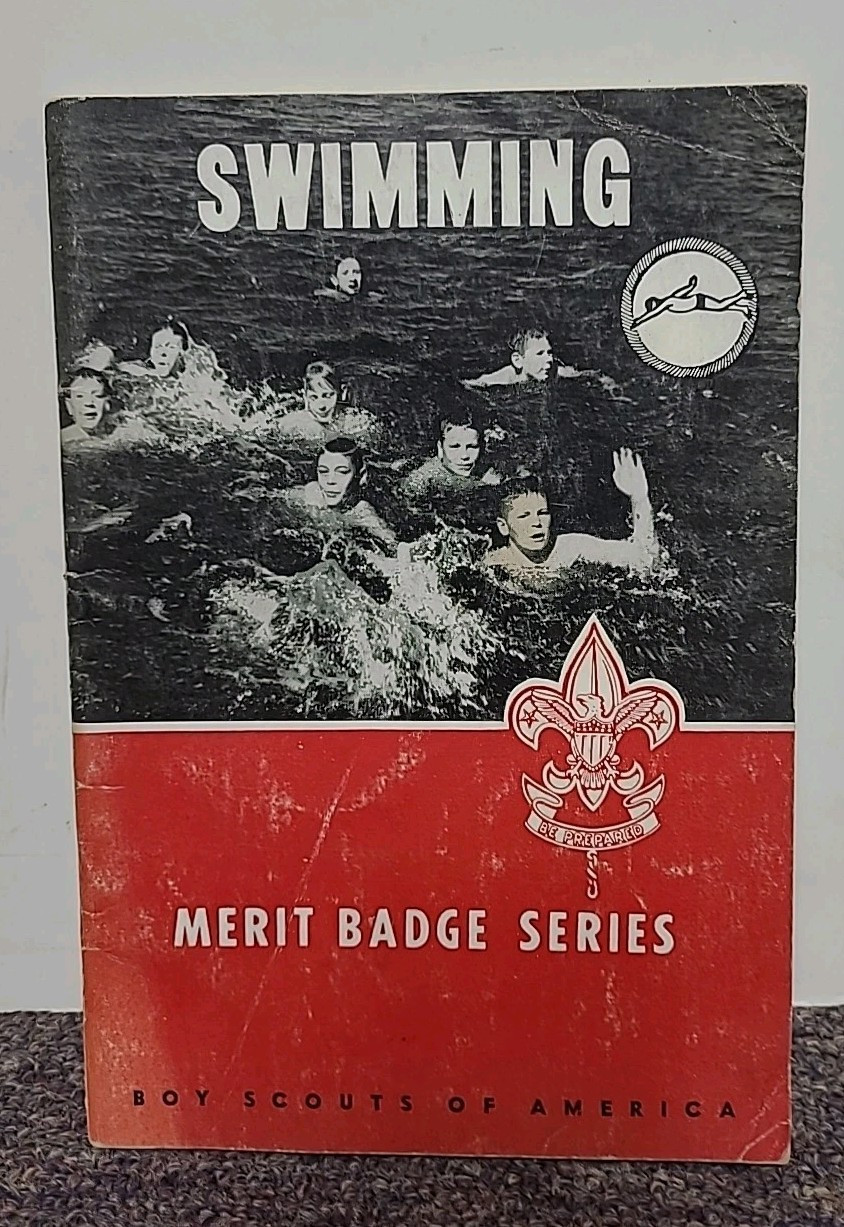 SWIMMING
BE PREPARED
MERIT BADGE SERIES
BOY SCOUTS OF AMERICA